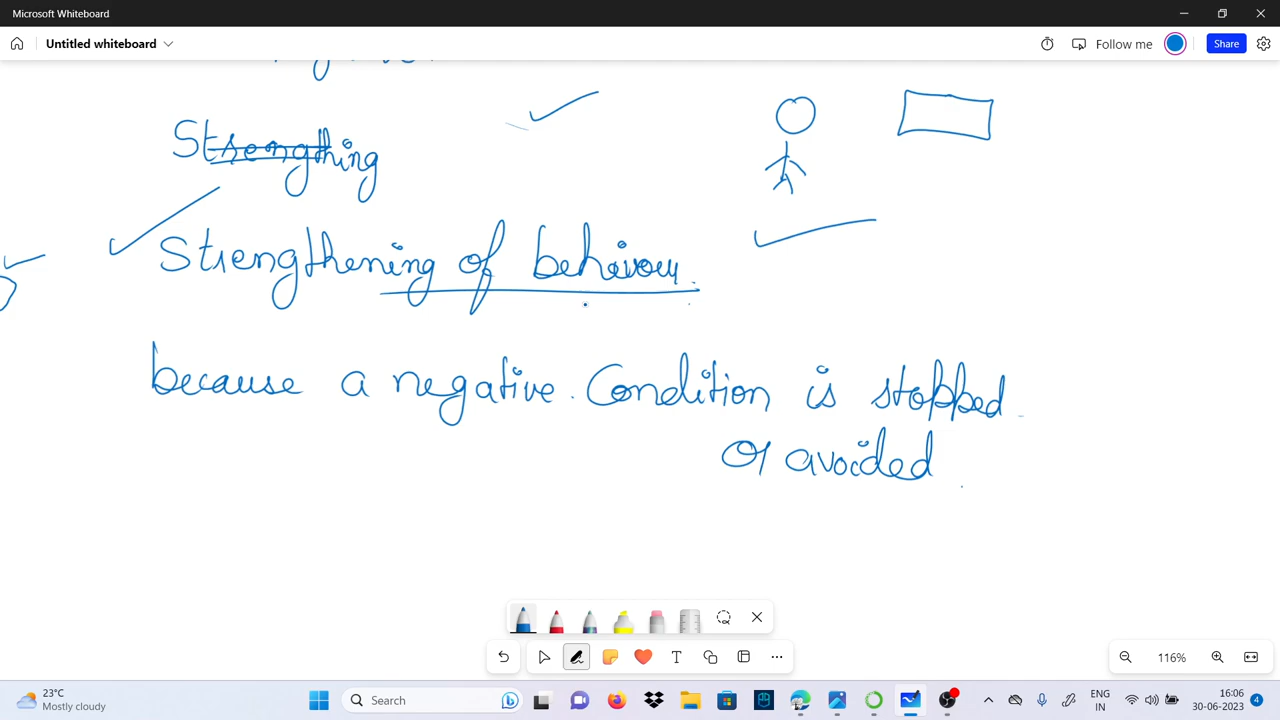 Microsoft Whiteboard
Untitled whiteboard
Follow me
Share
Strengthing
Strengthening of behaviour.
because a negative. Condition is stopped
or avoided
116%
23°C
Mostly cloudy
Search
ENG
IN
16:06
30-06-2023
4